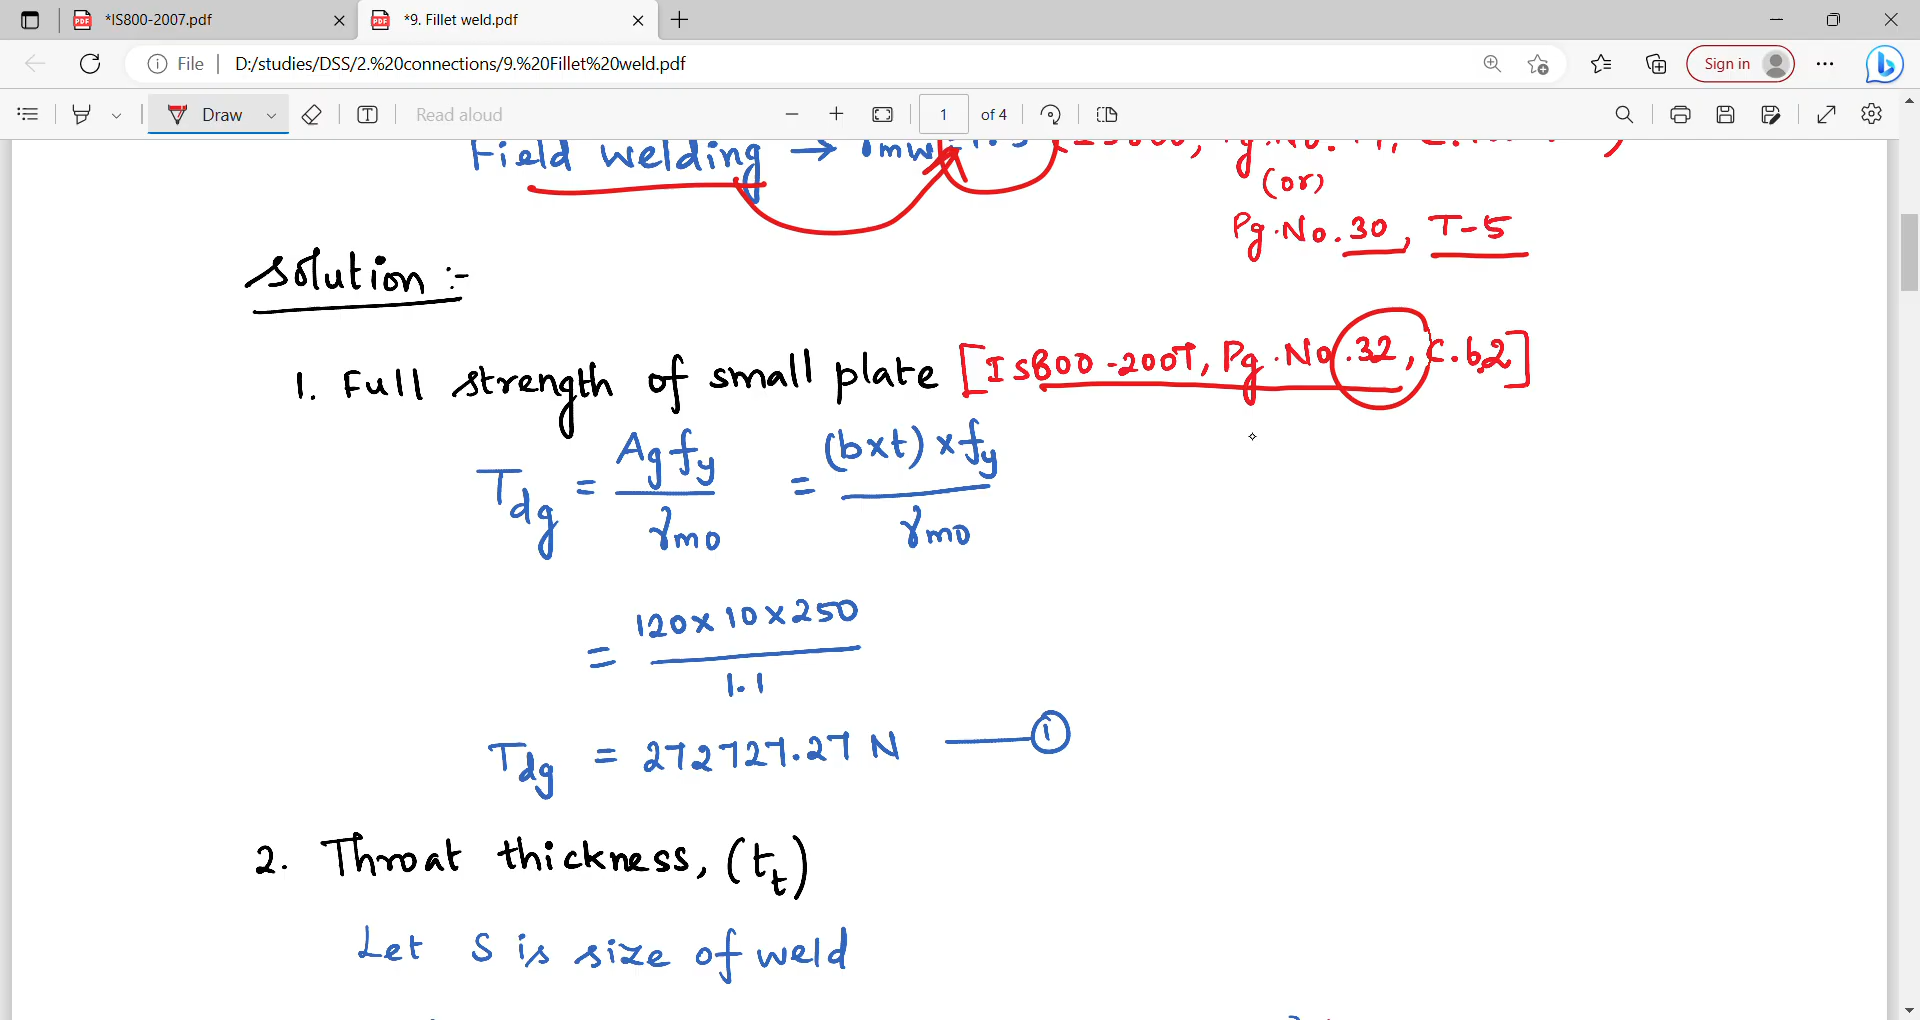 *IS800-2007.pdf
*9. Fillet weld.pdf
File | D:/studies/DSS/2.%20connections/9.%20Fillet%20weld.pdf
Sign in
Draw
Read aloud
1 of 4
Field welding →
(or)
Pg.No.30, T-5
Solution :-
1. Full strength of small plate [IS800-2007, Pg.No.32, C.6.2]
Tdg = Ag fy / γmo = (b×t) × fy / γmo
= 120×10×250 / 1.1
Tdg = 272727.27 N —— ①
2. Throat thickness, (tt)
Let S is size of weld